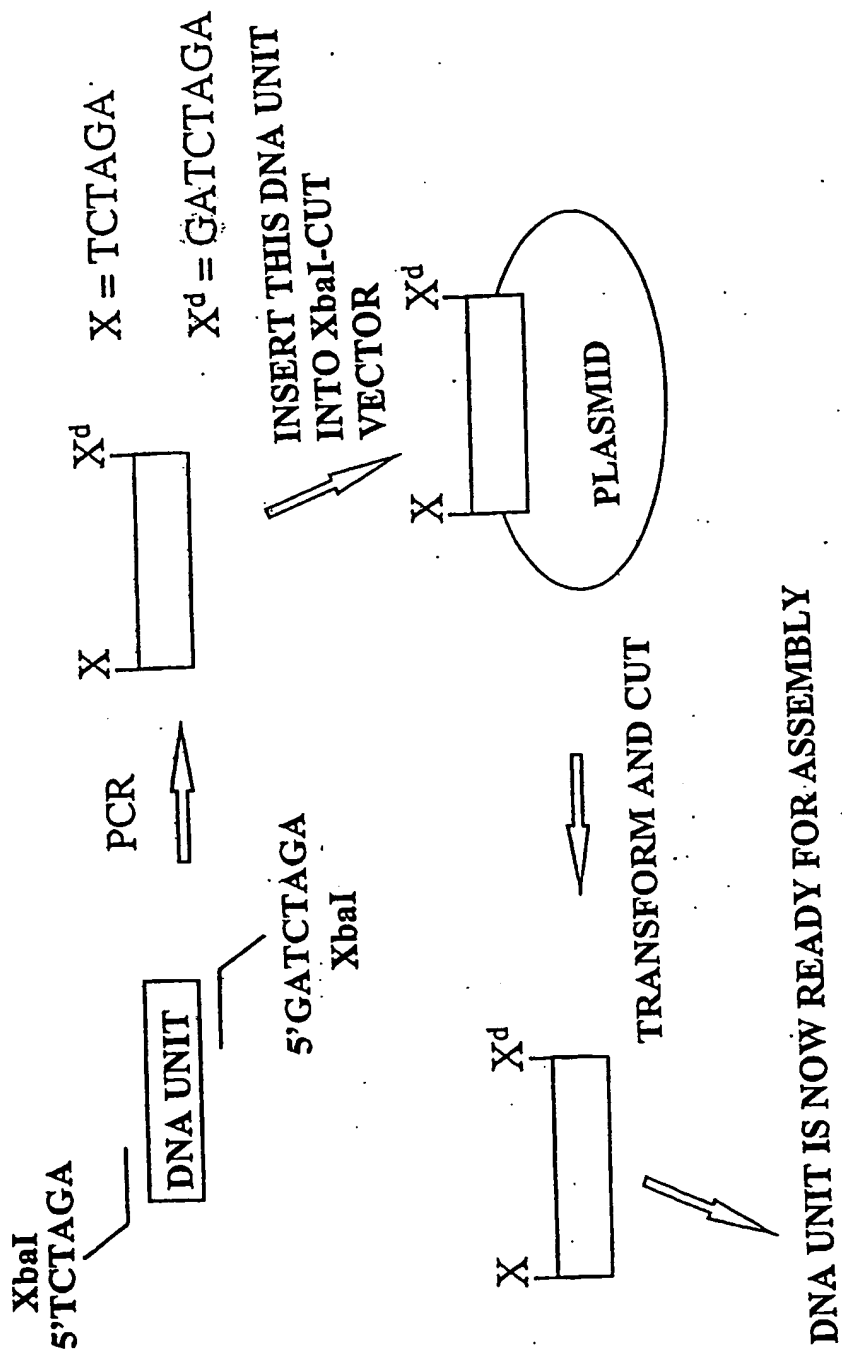 XbaI
5'TCTAGA
DNA UNIT
5'GATCTAGA
XbaI
PCR
X
X^d
X = TCTAGA
X^d = GATCTAGA
INSERT THIS DNA UNIT
INTO XbaI-CUT
VECTOR
X
X^d
PLASMID
TRANSFORM AND CUT
X
X^d
DNA UNIT IS NOW READY FOR ASSEMBLY